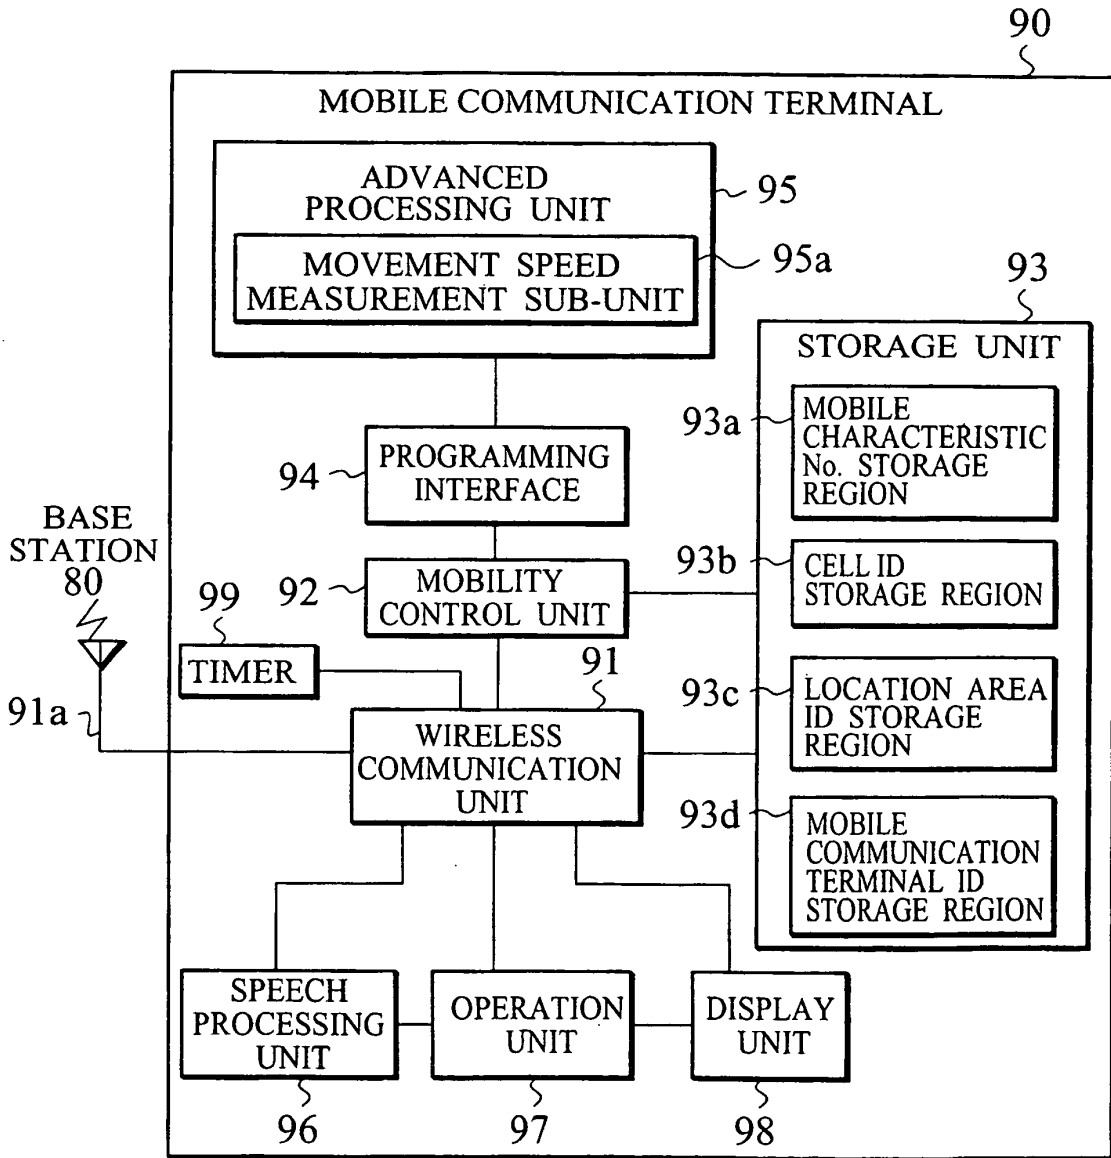 90
MOBILE COMMUNICATION TERMINAL
ADVANCED
PROCESSING UNIT
95
MOVEMENT SPEED
MEASUREMENT SUB-UNIT
95a
93
STORAGE UNIT
93a
MOBILE
CHARACTERISTIC
No. STORAGE
REGION
94
PROGRAMMING
INTERFACE
BASE
STATION
80
93b
CELL ID
STORAGE REGION
92
MOBILITY
CONTROL UNIT
99
TIMER
91
93c
LOCATION AREA
ID STORAGE
REGION
91a
WIRELESS
COMMUNICATION
UNIT
93d
MOBILE
COMMUNICATION
TERMINAL ID
STORAGE REGION
SPEECH
PROCESSING
UNIT
OPERATION
UNIT
DISPLAY
UNIT
96
97
98